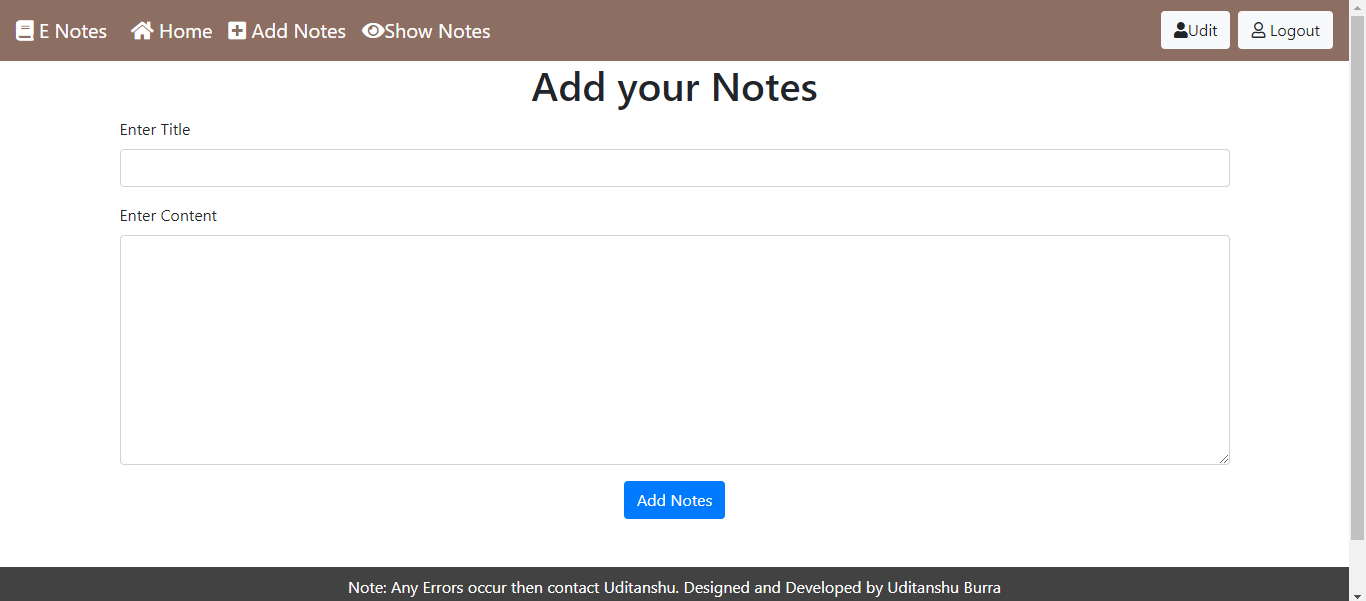 E Notes Home Add Notes Show Notes Udit Logout
Add your Notes
Enter Title
Enter Content
Add Notes
Note: Any Errors occur then contact Uditanshu. Designed and Developed by Uditanshu Burra